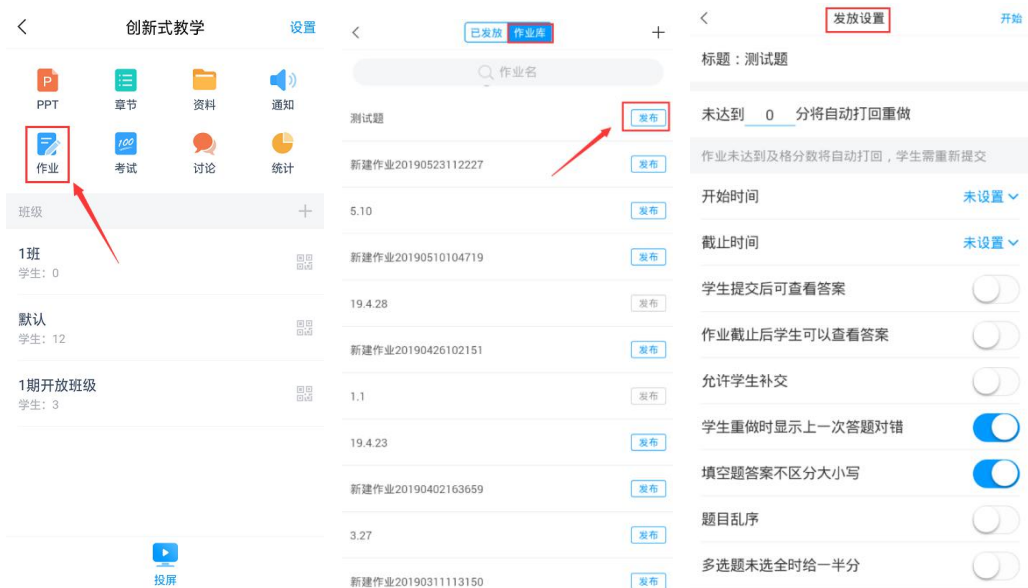 创新式教学
设置
P
PPT
章节
资料
通知
作业
100
考试
讨论
统计
班级
1班
学生：0
默认
学生：12
1期开放班级
学生：3
投屏
已发放
作业库
作业名
测试题
发布
新建作业20190523112227
发布
5.10
发布
新建作业20190510104719
发布
19.4.28
发布
新建作业20190426102151
发布
1.1
发布
19.4.23
发布
新建作业20190402163659
发布
3.27
发布
新建作业20190311113150
发布
发放设置
开始
标题：测试题
未达到 0 分将自动打回重做
作业未达到及格分数将自动打回，学生需重新提交
开始时间
未设置
截止时间
未设置
学生提交后可查看答案
作业截止后学生可以查看答案
允许学生补交
学生重做时显示上一次答题对错
填空题答案不区分大小写
题目乱序
多选题未选全时给一半分